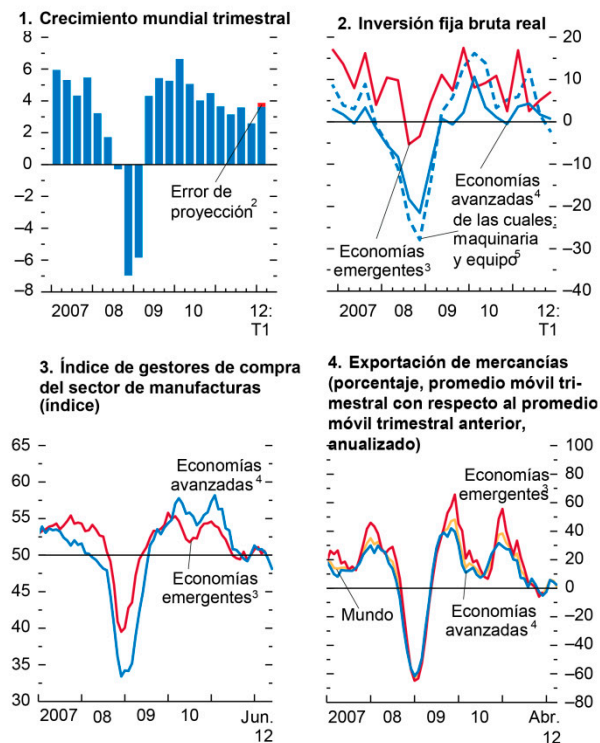 1. Crecimiento mundial trimestral
8
6
4
2
0
−2
−4
−6
−8
Error de
proyección2
2007 08 09 10 11 12:
T1
2. Inversión fija bruta real
20
10
0
−10
−20
−30
−40
Economías
avanzadas4
de las cuales:
maquinaria
y equipo5
Economías
emergentes3
2007 08 09 10 11 12:
T1
3. Índice de gestores de compra
del sector de manufacturas
(índice)
65
60
55
50
45
40
35
30
Economías
avanzadas4
Economías
emergentes3
2007 08 09 10 Jun.
12
4. Exportación de mercancías
(porcentaje, promedio móvil tri-
mestral con respecto al promedio
móvil trimestral anterior,
anualizado)
100
80
60
40
20
0
−20
−40
−60
−80
Economías
emergentes3
Mundo
Economías
avanzadas4
2007 08 09 10 Abr.
12